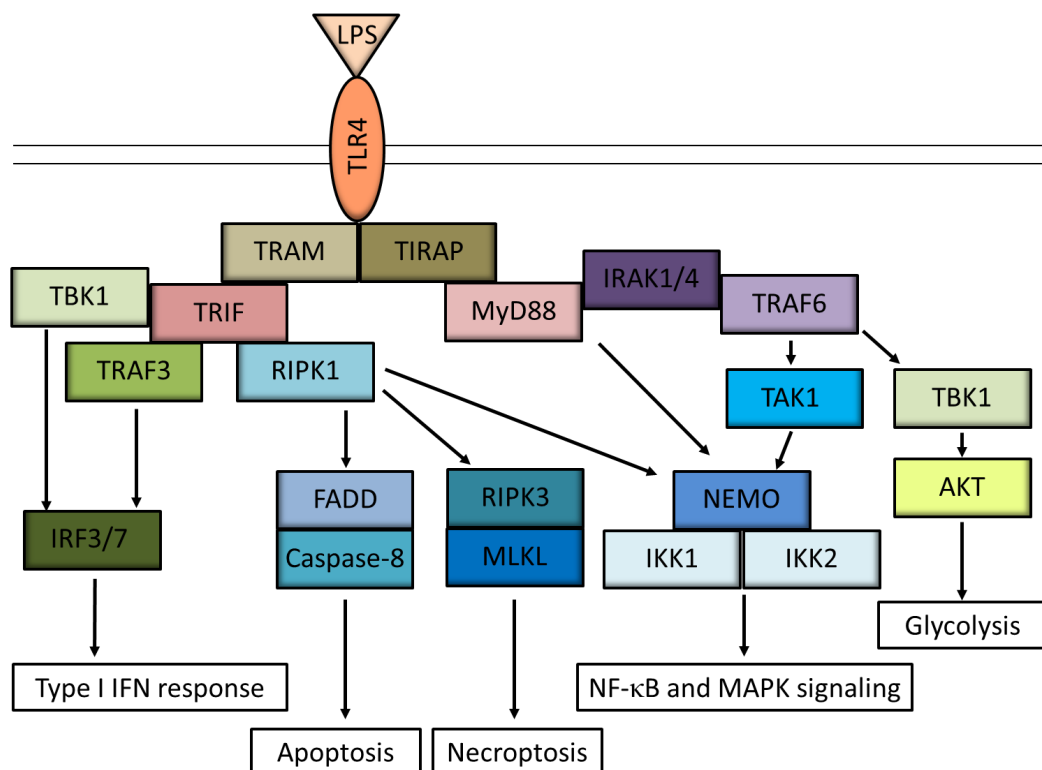 LPS
TLR4
TRAM
TIRAP
TBK1
TRIF
MyD88
IRAK1/4
TRAF6
TRAF3
RIPK1
TAK1
TBK1
FADD
RIPK3
NEMO
AKT
IRF3/7
Caspase-8
MLKL
IKK1
IKK2
Glycolysis
Type I IFN response
NF-κB and MAPK signaling
Apoptosis
Necroptosis